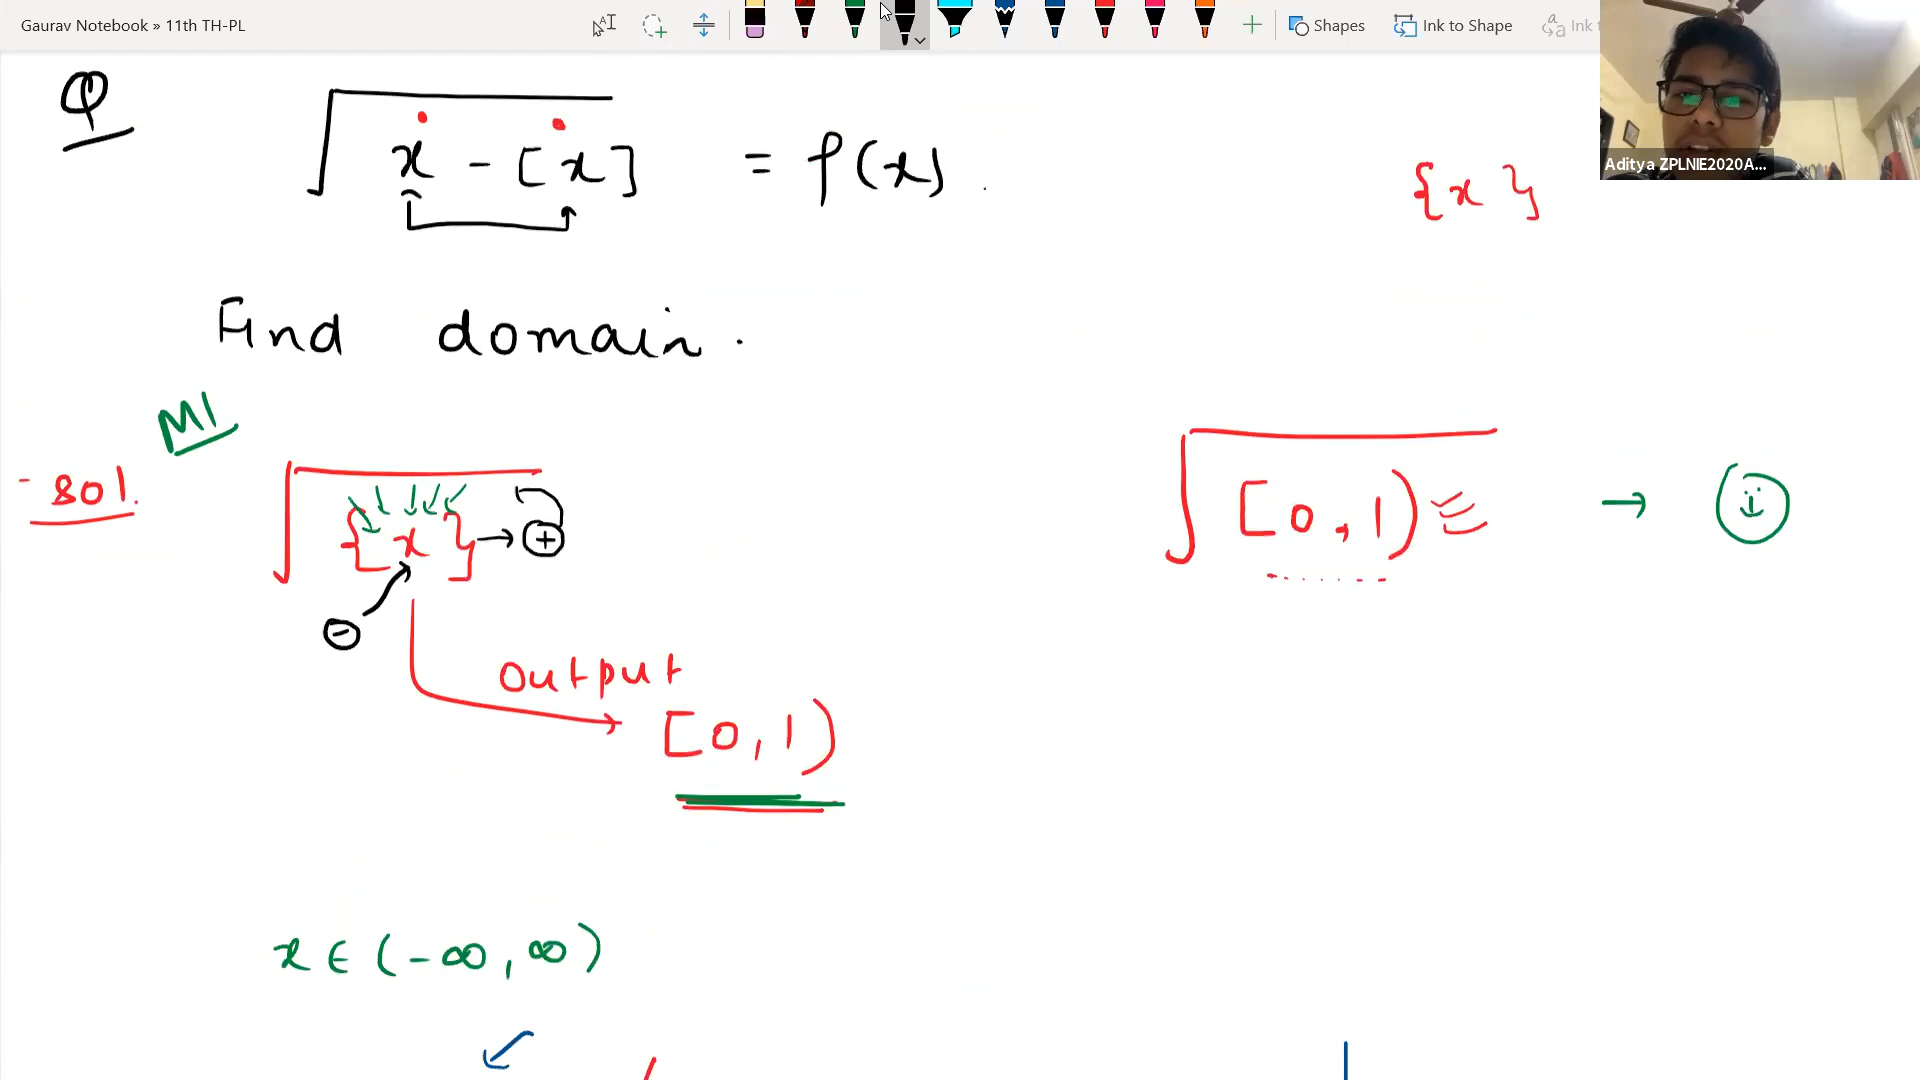 Gaurav Notebook » 11th TH-PL
Shapes
Ink to Shape
Ink t
Aditya ZPLNIE2020A...
Q
√(x - [x]) = f(x)
{x}
Find domain.
M1
Sol.
√{x} → +
-
√[0, 1) →
Output
[0, 1)
x ∈ (-∞, ∞)